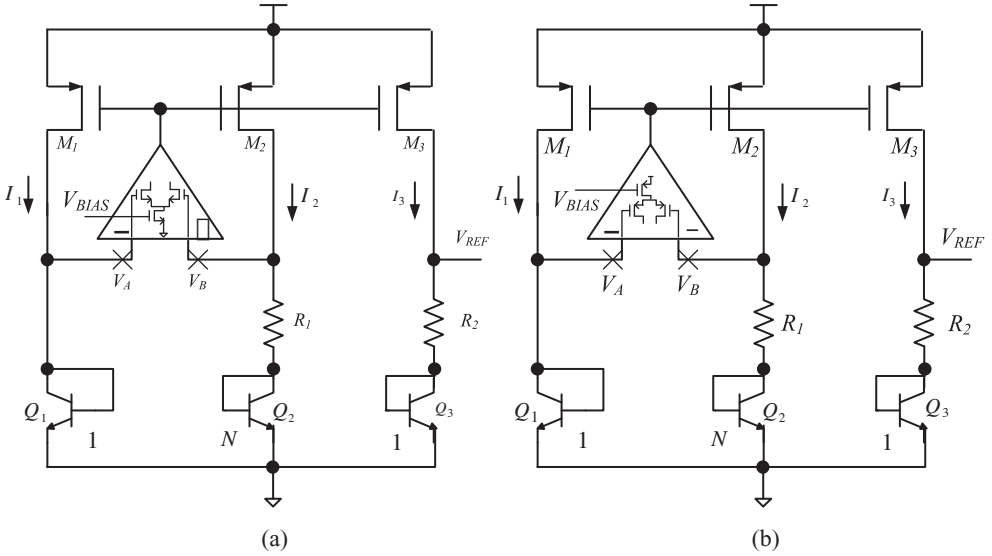 M1 M2 M3
I1 VBIAS I2 I3
VREF
− 
VA VB
R1 R2
Q1 Q2 Q3
1 N 1
(a)
M1 M2 M3
I1 VBIAS I2 I3
VREF
− −
VA VB
R1 R2
Q1 Q2 Q3
1 N 1
(b)